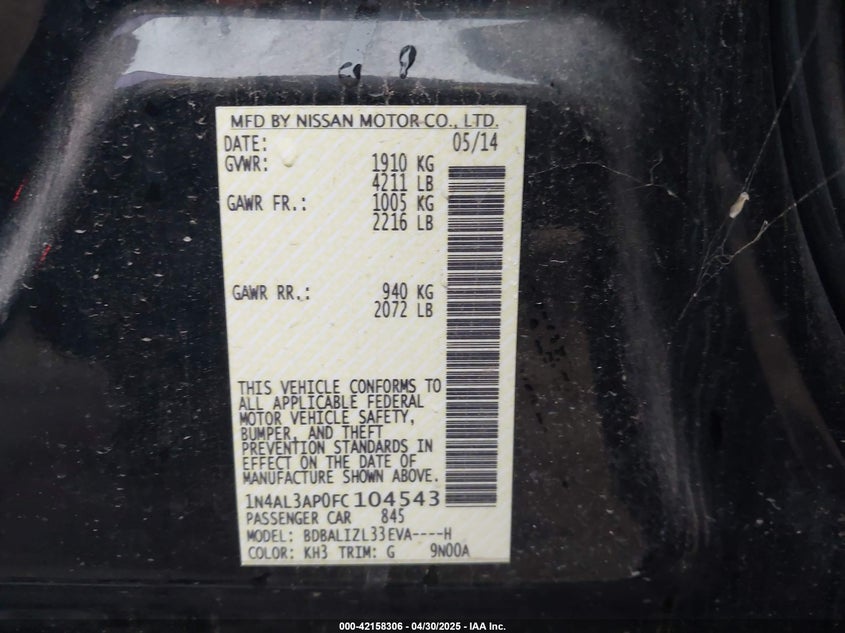 MFD BY NISSAN MOTOR CO., LTD.
DATE: 05/14
GVWR: 1910 KG
4211 LB
GAWR FR.: 1005 KG
2216 LB
GAWR RR.: 940 KG
2072 LB
THIS VEHICLE CONFORMS TO
ALL APPLICABLE FEDERAL
MOTOR VEHICLE SAFETY,
BUMPER, AND THEFT
PREVENTION STANDARDS IN
EFFECT ON THE DATE OF
MANUFACTURE SHOWN ABOVE.
1N4AL3AP0FC104543
PASSENGER CAR 845
MODEL: BDBALIZL33EVA----H
COLOR: KH3 TRIM: G 9N00A
000-42158306 - 04/30/2025 - IAA Inc.